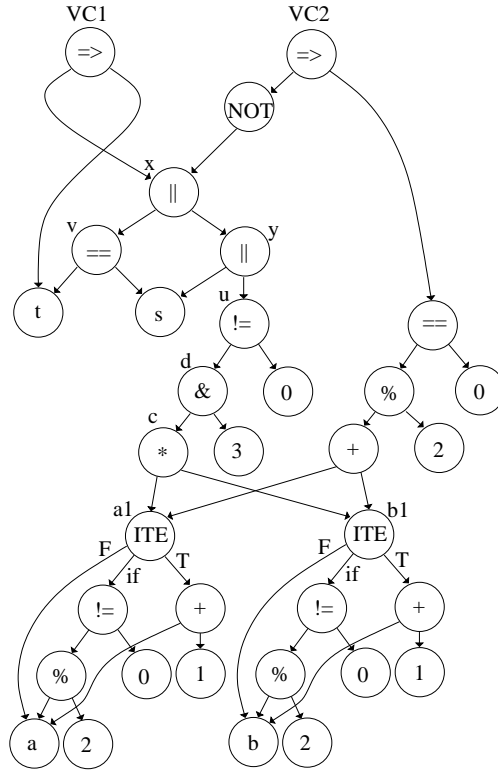 VC1 VC2
=> =>
NOT
x
||
v y
== ||
u
t s != ==
d
& 0 % 0
c
* 3 + 2
a1 b1
ITE ITE
F if T F if T
!= + != +
% 0 1 % 0 1
a 2 b 2